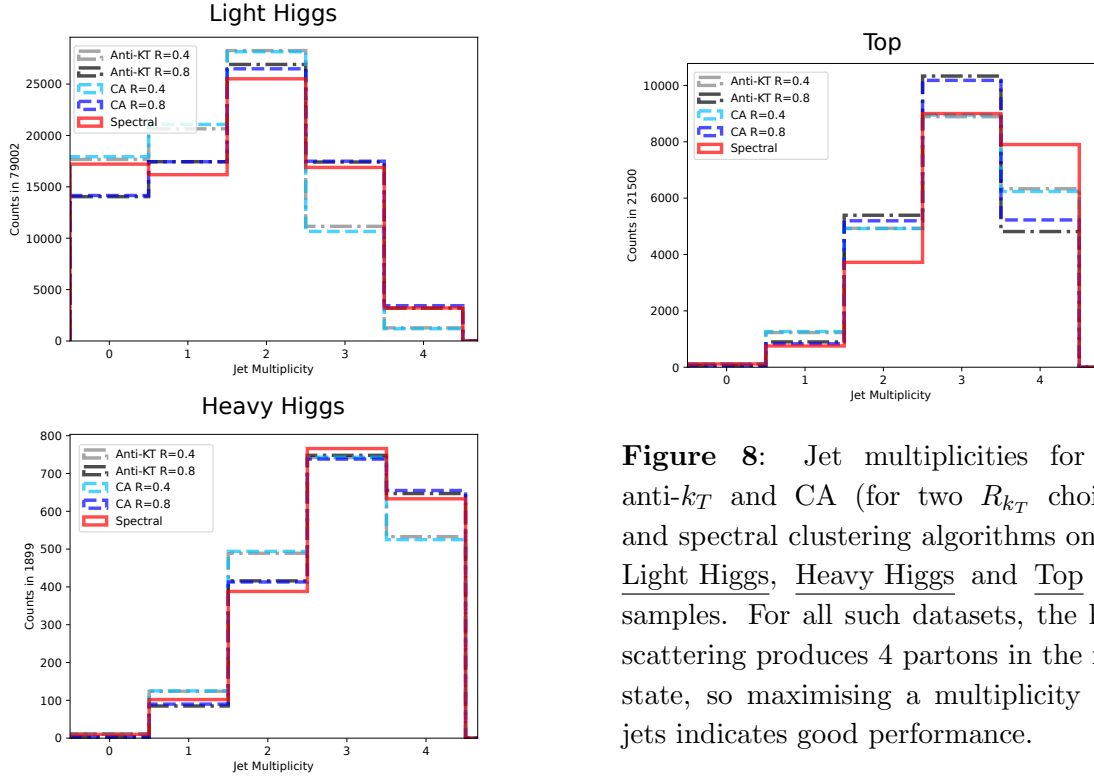 Light Higgs
Anti-KT R=0.4
Anti-KT R=0.8
CA R=0.4
CA R=0.8
Spectral
Counts in 79002
25000
20000
15000
10000
5000
0
0 1 2 3 4
Jet Multiplicity
Top
Anti-KT R=0.4
Anti-KT R=0.8
CA R=0.4
CA R=0.8
Spectral
Counts in 21500
10000
8000
6000
4000
2000
0
0 1 2 3 4
Jet Multiplicity
Heavy Higgs
Anti-KT R=0.4
Anti-KT R=0.8
CA R=0.4
CA R=0.8
Spectral
Counts in 1899
800
700
600
500
400
300
200
100
0
0 1 2 3 4
Jet Multiplicity
Figure 8: Jet multiplicities for
anti-k_T and CA (for two R_{k_T}
and spectral clustering algorithms on
Light Higgs, Heavy Higgs and Top
samples. For all such datasets, the
scattering produces 4 partons in the
state, so maximising a multiplicity
jets indicates good performance.